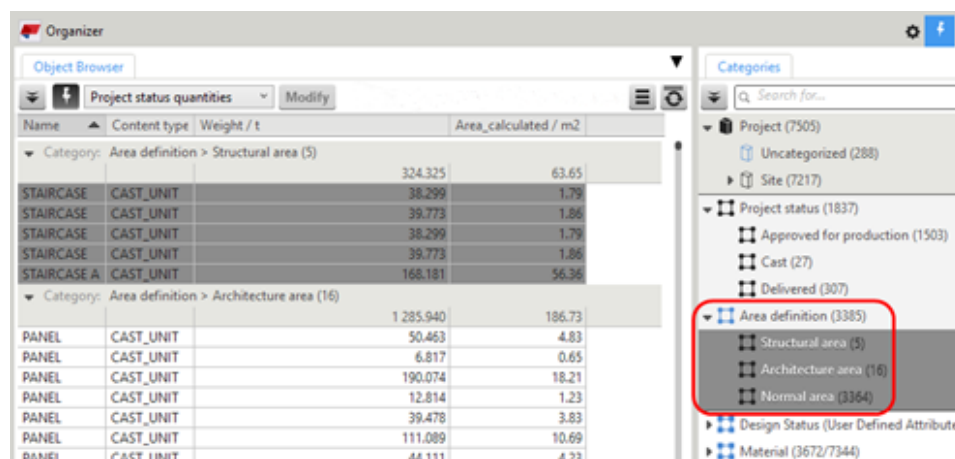 Organizer
Object Browser
Project status quantities Modify
Name Content type Weight / t Area_calculated / m2
Category: Area definition > Structural area (5)
324.325 63.65
STAIRCASE CAST_UNIT 38.299 1.79
STAIRCASE CAST_UNIT 39.773 1.86
STAIRCASE CAST_UNIT 38.299 1.79
STAIRCASE CAST_UNIT 39.773 1.86
STAIRCASE A CAST_UNIT 168.181 56.36
Category: Area definition > Architecture area (16)
1 285.940 186.73
PANEL CAST_UNIT 50.463 4.83
PANEL CAST_UNIT 6.817 0.65
PANEL CAST_UNIT 190.074 18.21
PANEL CAST_UNIT 12.814 1.23
PANEL CAST_UNIT 39.478 3.83
PANEL CAST_UNIT 111.089 10.69
PANEL CAST_UNIT 44.111 4.23
Categories
Search for...
Project (7505)
Uncategorized (288)
Site (7217)
Project status (1837)
Approved for production (1503)
Cast (27)
Delivered (307)
Area definition (3385)
Structural area (5)
Architecture area (16)
Normal area (3364)
Design Status (User Defined Attribute
Material (3672/7344)